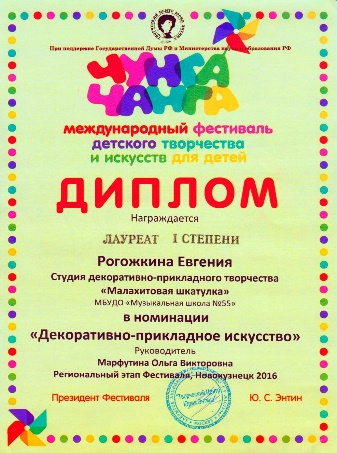 При поддержке Государственной Думы РФ и Министерства науки и образования РФ
ЧУНГА
ЧАНГА
международный фестиваль
детского творчества
и искусств для детей
ДИПЛОМ
Награждается
ЛАУРЕАТ I СТЕПЕНИ
Рогожкина Евгения
Студия декоративно-прикладного творчества
«Малахитовая шкатулка»
МБУДО «Музыкальная школа №55»
в номинации
«Декоративно-прикладное искусство»
Руководитель
Марфутина Ольга Викторовна
Региональный этап Фестиваля, Новокузнецк 2016
Президент Фестиваля Ю. С. Энтин